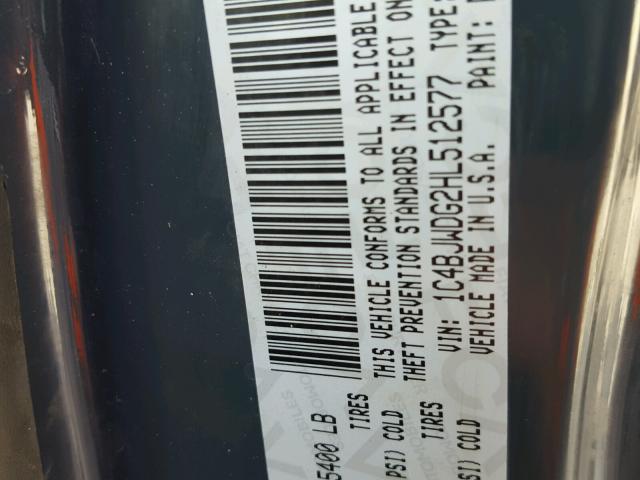 5400 LB
TIRES
THIS VEHICLE CONFORMS TO ALL APPLICABLE
PSI) COLD
THEFT PREVENTION STANDARDS IN EFFECT ON
TIRES
VIN: 1C4BJWDG2HL512577 TYPE:
SI) COLD
VEHICLE MADE IN U.S.A. PAINT: